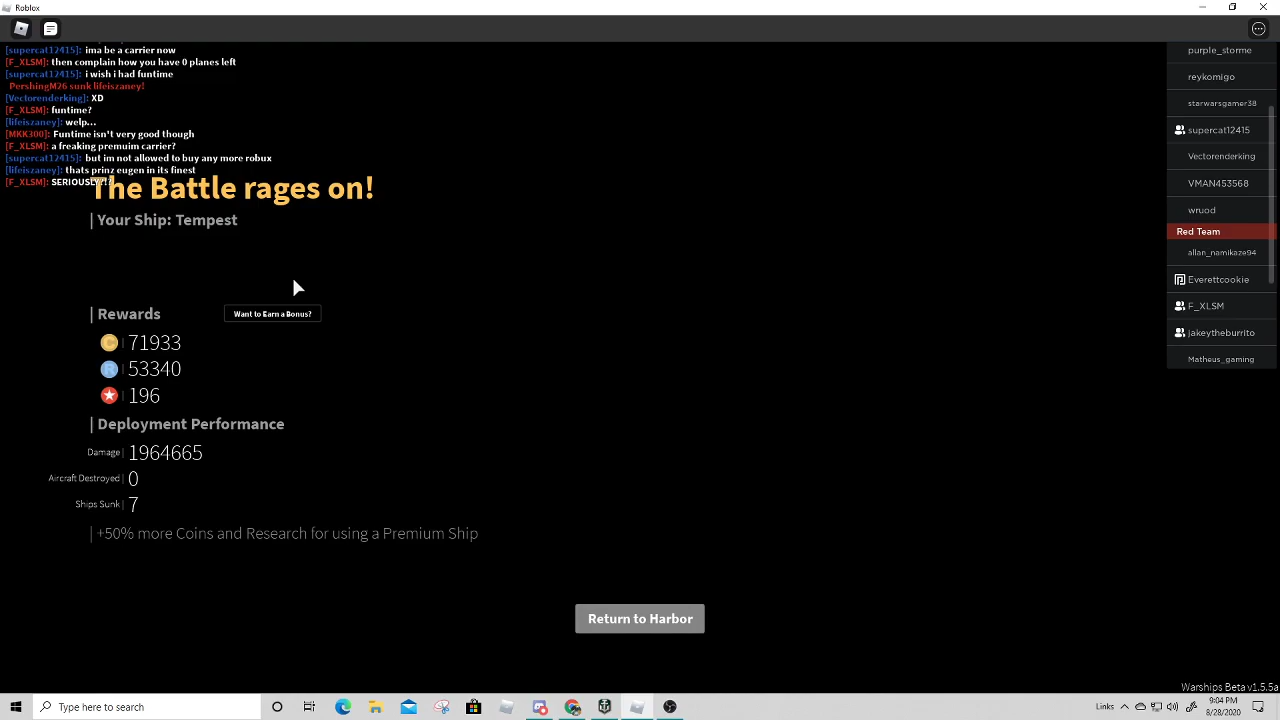 Roblox
[supercat12415]: ima be a carrier now
[F_XLSM]: then complain how you have 0 planes left
[supercat12415]: i wish i had funtime
PershingM26 sunk lifeiszaney!
[Vectorenderking]: XD
[F_XLSM]: funtime?
[lifeiszaney]: welp...
[MKK300]: Funtime isn't very good though
[F_XLSM]: a freaking premuim carrier?
[supercat12415]: but im not allowed to buy any more robux
[lifeiszaney]: thats prinz eugen in its finest
[F_XLSM]: SERIOUSLY?!?
The Battle rages on!
| Your Ship: Tempest
| Rewards
Want to Earn a Bonus?
C | 71933
R | 53340
| 196
| Deployment Performance
Damage | 1964665
Aircraft Destroyed | 0
Ships Sunk | 7
| +50% more Coins and Research for using a Premium Ship
Return to Harbor
purple_storme
reykomigo
starwarsgamer38
supercat12415
Vectorenderking
VMAN453568
wruod
Red Team
allan_namikaze94
Everettcookie
F_XLSM
jakeytheburrito
Matheus_gaming
Warships Beta v1.5.5a
Type here to search
Links
9:04 PM
8/28/2020